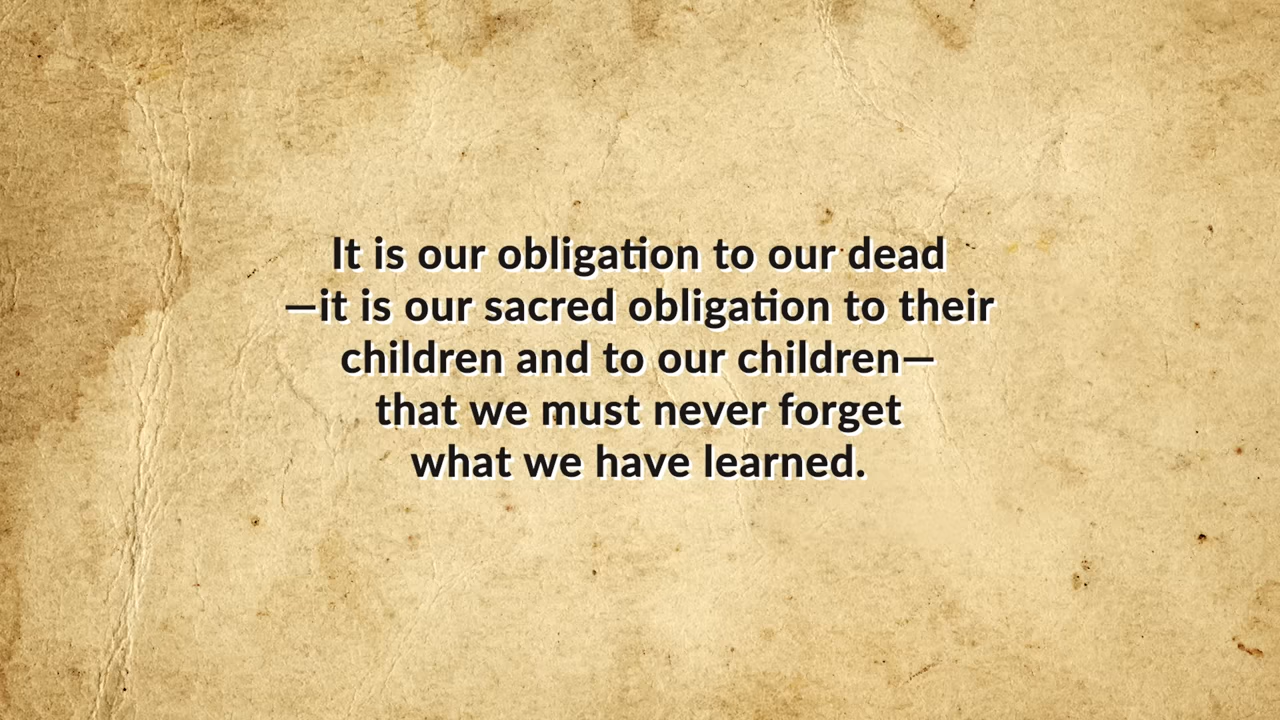 It is our obligation to our dead
—it is our sacred obligation to their
children and to our children—
that we must never forget
what we have learned.